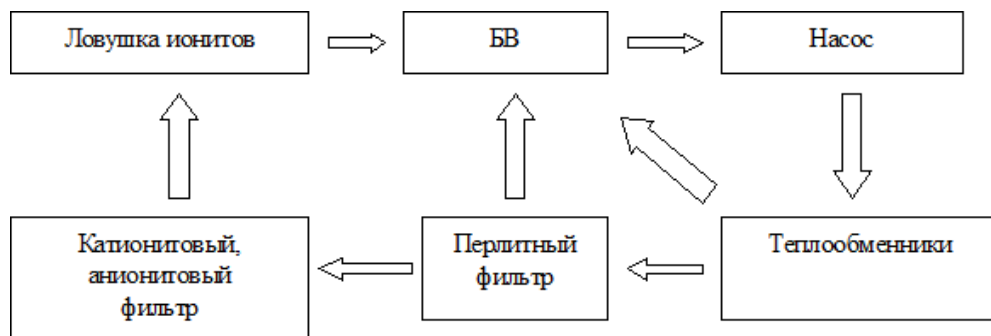 Ловушка ионитов
БВ
Насос
Катионитовый,
анионитовый
фильтр
Перлитный
фильтр
Теплообменники